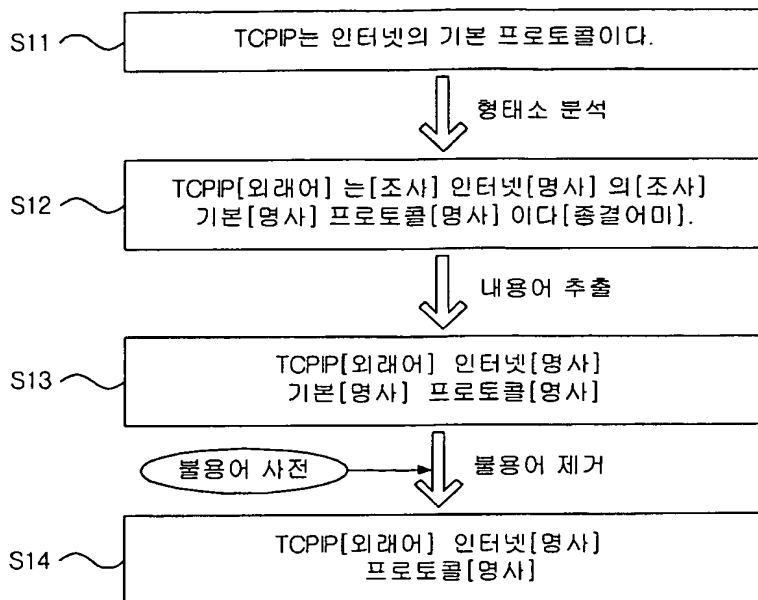 S11
TCPIP는 인터넷의 기본 프로토콜이다.
형태소 분석
S12
TCPIP[외래어] 는[조사] 인터넷[명사] 의[조사]
기본[명사] 프로토콜[명사] 이다[종결어미].
내용어 추출
S13
TCPIP[외래어] 인터넷[명사]
기본[명사] 프로토콜[명사]
불용어 사전
불용어 제거
S14
TCPIP[외래어] 인터넷[명사]
프로토콜[명사]